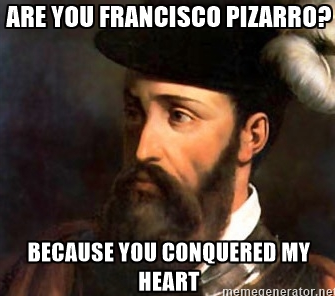 ARE YOU FRANCISCO PIZARRO?
BECAUSE YOU CONQUERED MY
HEART
memegenerator.net